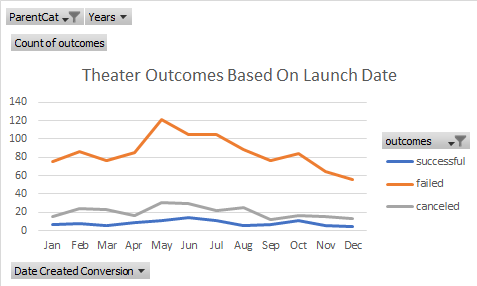 ParentCat Years
Count of outcomes
Theater Outcomes Based On Launch Date
140
120
100
80
60
40
20
0
Jan Feb Mar Apr May Jun Jul Aug Sep Oct Nov Dec
outcomes
successful
failed
canceled
Date Created Conversion